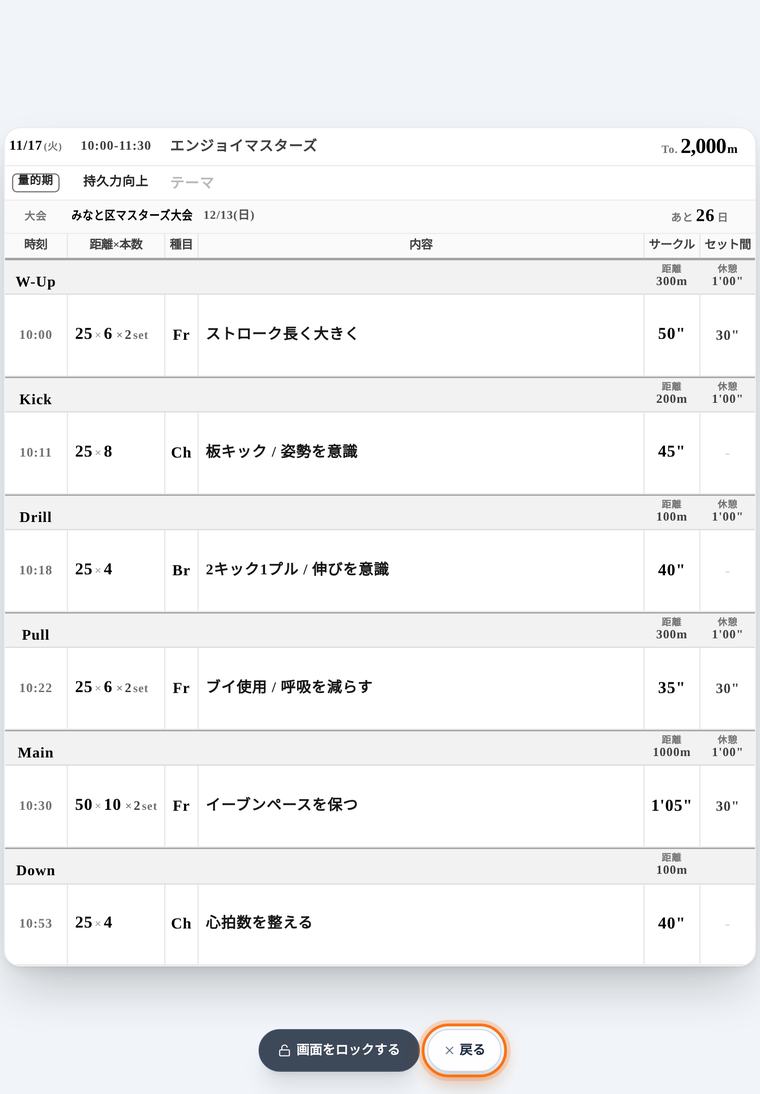 11/17(火) 10:00-11:30 エンジョイマスターズ To. 2,000m
量的期 持久力向上 テーマ
大会 みなと区マスターズ大会 12/13(日) あと 26 日
時刻 距離×本数 種目 内容 サークル セット間
W-Up 距離 300m 休憩 1'00"
10:00 25×6 ×2set Fr ストローク長く大きく 50" 30"
Kick 距離 200m 休憩 1'00"
10:11 25×8 Ch 板キック / 姿勢を意識 45" -
Drill 距離 100m 休憩 1'00"
10:18 25×4 Br 2キック1プル / 伸びを意識 40" -
Pull 距離 300m 休憩 1'00"
10:22 25×6 ×2set Fr ブイ使用 / 呼吸を減らす 35" 30"
Main 距離 1000m 休憩 1'00"
10:30 50×10 ×2set Fr イーブンペースを保つ 1'05" 30"
Down 距離 100m
10:53 25×4 Ch 心拍数を整える 40" -
画面をロックする × 戻る